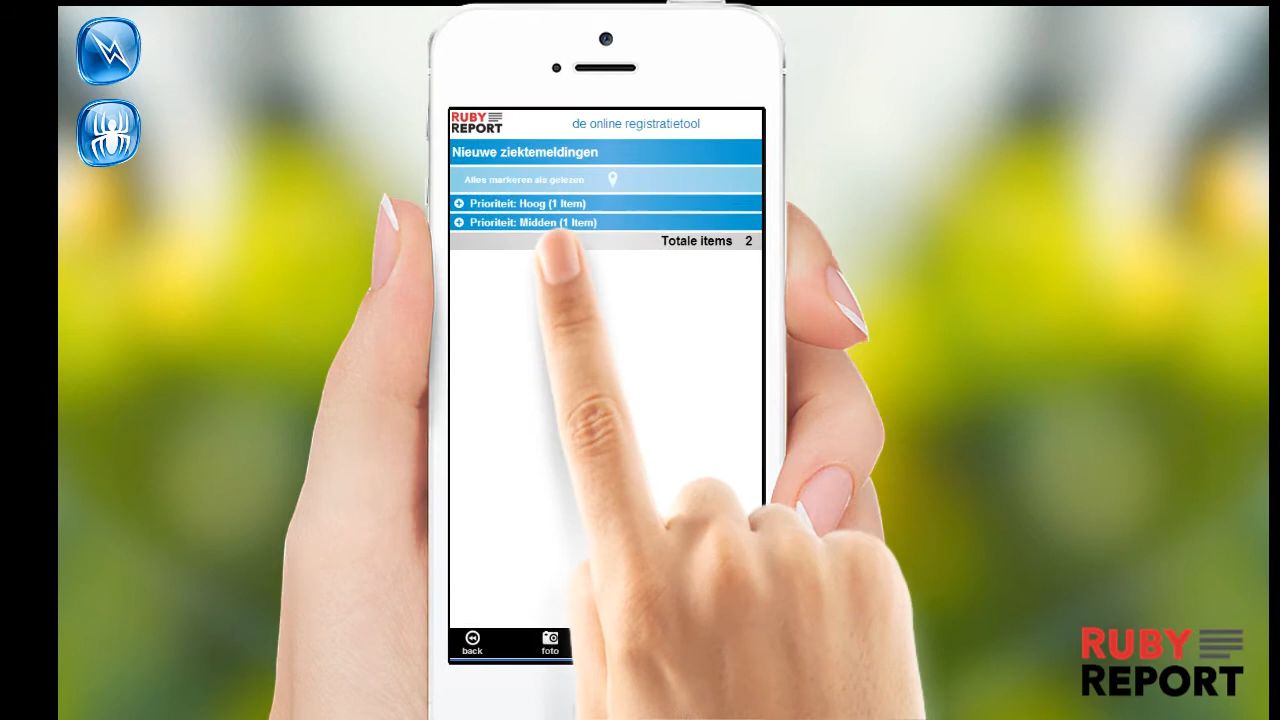 RUBY
REPORT
de online registratietool
Nieuwe ziektemeldingen
Alles markeren als gelezen
Prioriteit: Hoog (1 Item)
Prioriteit: Midden (1 Item)
Totale items 2
back
foto
RUBY
REPORT